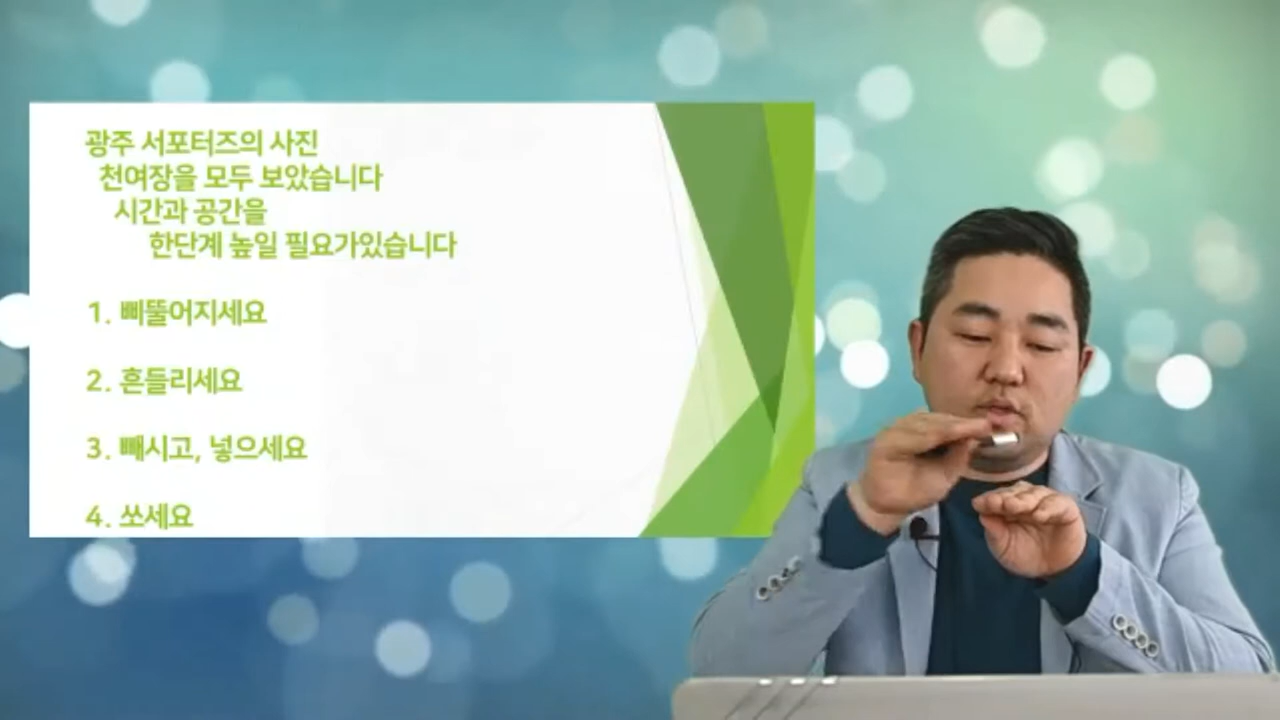 광주 서포터즈의 사진
천여장을 모두 보았습니다
시간과 공간을
한단계 높일 필요가있습니다
1. 삐뚤어지세요
2. 흔들리세요
3. 빼시고, 넣으세요
4. 쏘세요